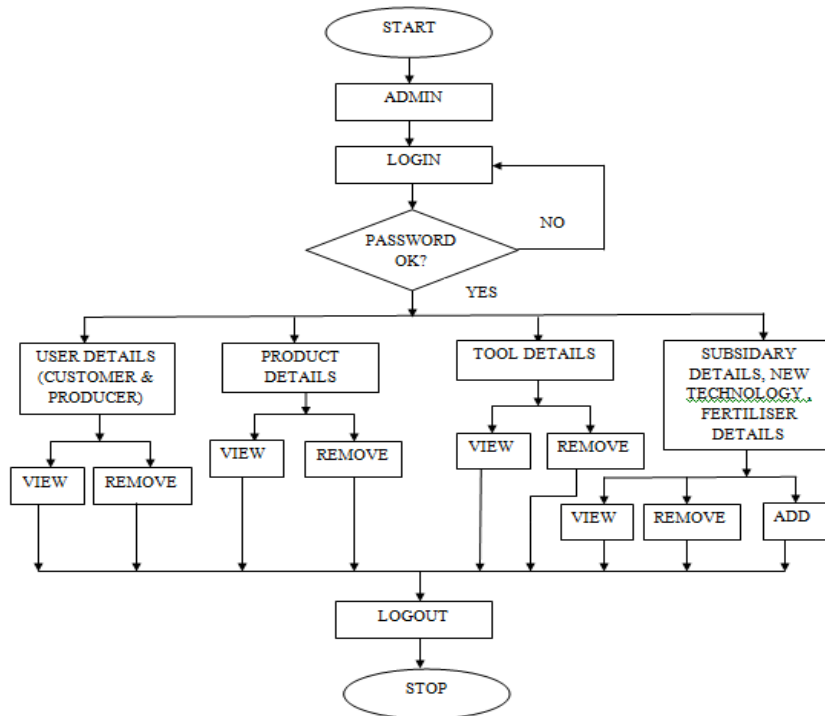 START
ADMIN
LOGIN
NO
PASSWORD
OK?
YES
USER DETAILS
(CUSTOMER &
PRODUCER)
PRODUCT
DETAILS
TOOL DETAILS
SUBSIDARY
DETAILS, NEW
TECHNOLOGY ,
FERTILISER
DETAILS
VIEW
REMOVE
VIEW
REMOVE
VIEW
REMOVE
VIEW
REMOVE
ADD
LOGOUT
STOP